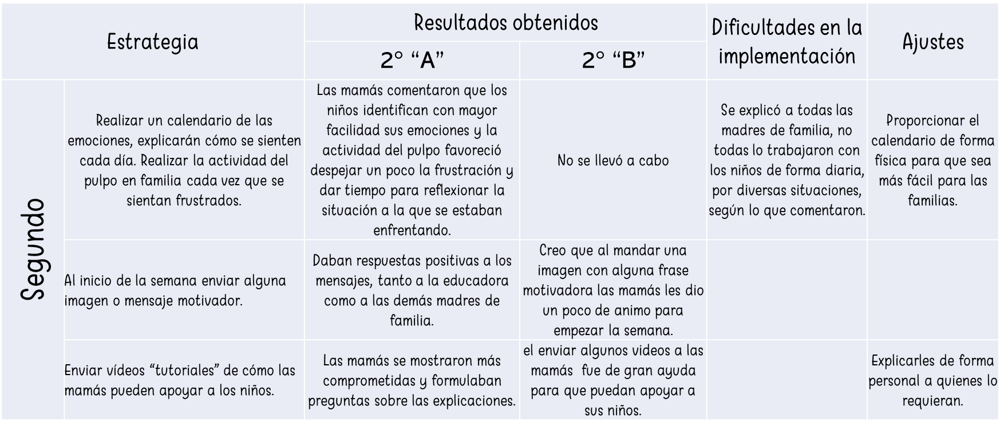 Estrategia
Resultados obtenidos
Dificultades en la
implementación
Ajustes
2° “A”
2° “B”
Segundo
Realizar un calendario de las
emociones, explicarán cómo se sienten
cada día. Realizar la actividad del
pulpo en familia cada vez que se
sientan frustrados.
Las mamás comentaron que los
niños identifican con mayor
facilidad sus emociones y la
actividad del pulpo favoreció
despejar un poco la frustración y
dar tiempo para reflexionar la
situación a la que se estaban
enfrentando.
No se llevó a cabo
Se explicó a todas las
madres de familia, no
todas lo trabajaron con
los niños de forma diaria,
por diversas situaciones,
según lo que comentaron.
Proporcionar el
calendario de forma
física para que sea
más fácil para las
familias.
Al inicio de la semana enviar alguna
imagen o mensaje motivador.
Daban respuestas positivas a los
mensajes, tanto a la educadora
como a las demás madres de
familia.
Creo que al mandar una
imagen con alguna frase
motivadora las mamás les dio
un poco de animo para
empezar la semana.
Enviar vídeos “tutoriales” de cómo las
mamás pueden apoyar a los niños.
Las mamás se mostraron más
comprometidas y formulaban
preguntas sobre las explicaciones.
el enviar algunos videos a las
mamás  fue de gran ayuda
para que puedan apoyar a
sus niños.
Explicarles de forma
personal a quienes lo
requieran.